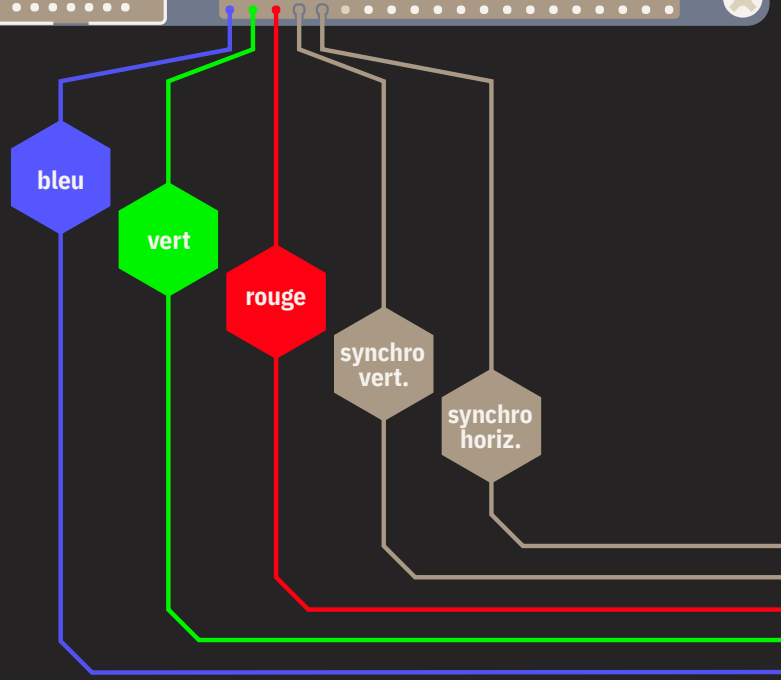 bleu
vert
rouge
synchro
vert.
synchro
horiz.